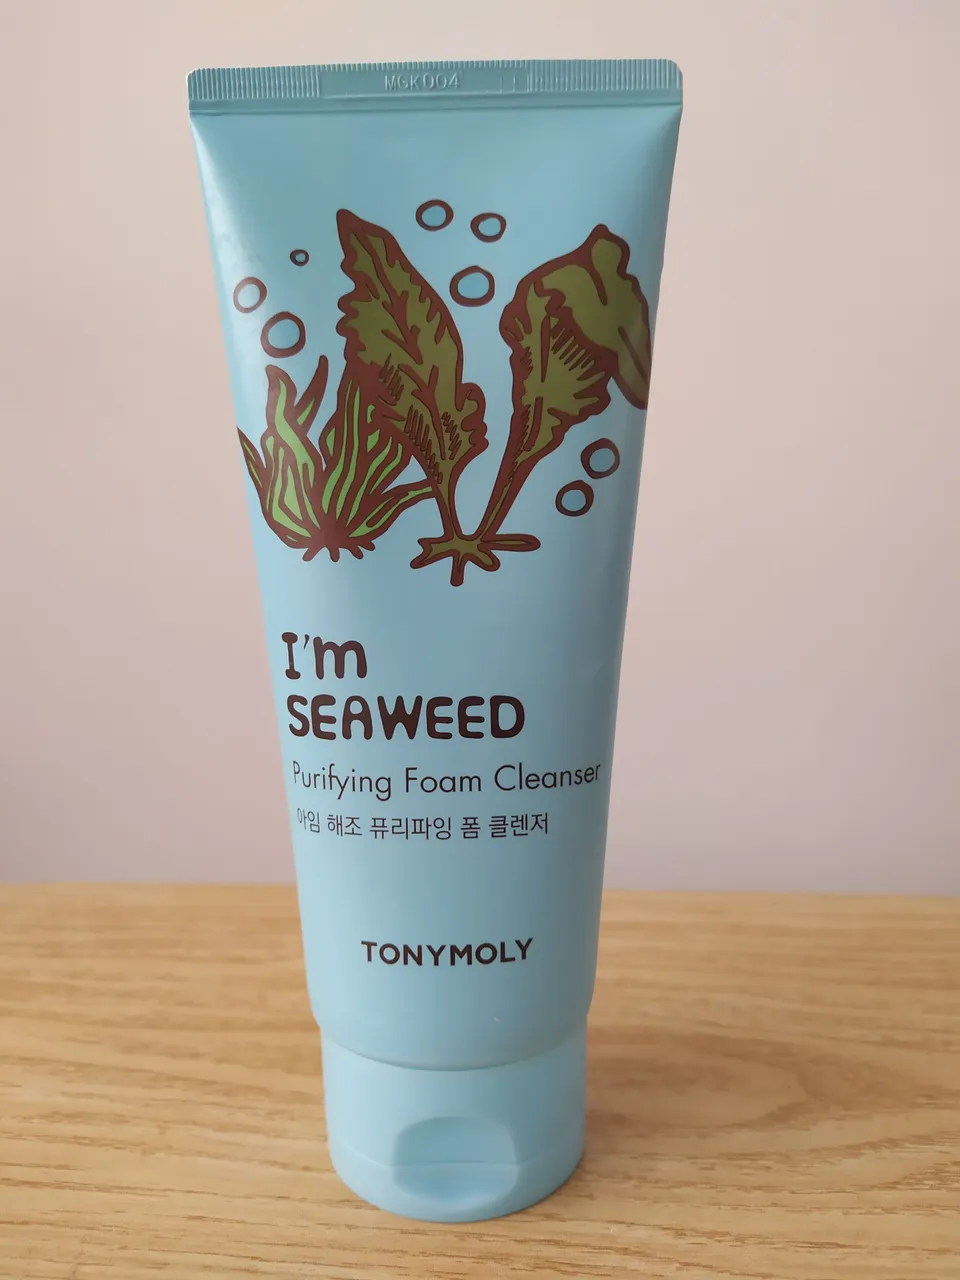 MGK004
I'm
SEAWEED
Purifying Foam Cleanser
아임 해조 퓨리파잉 폼 클렌저
TONYMOLY